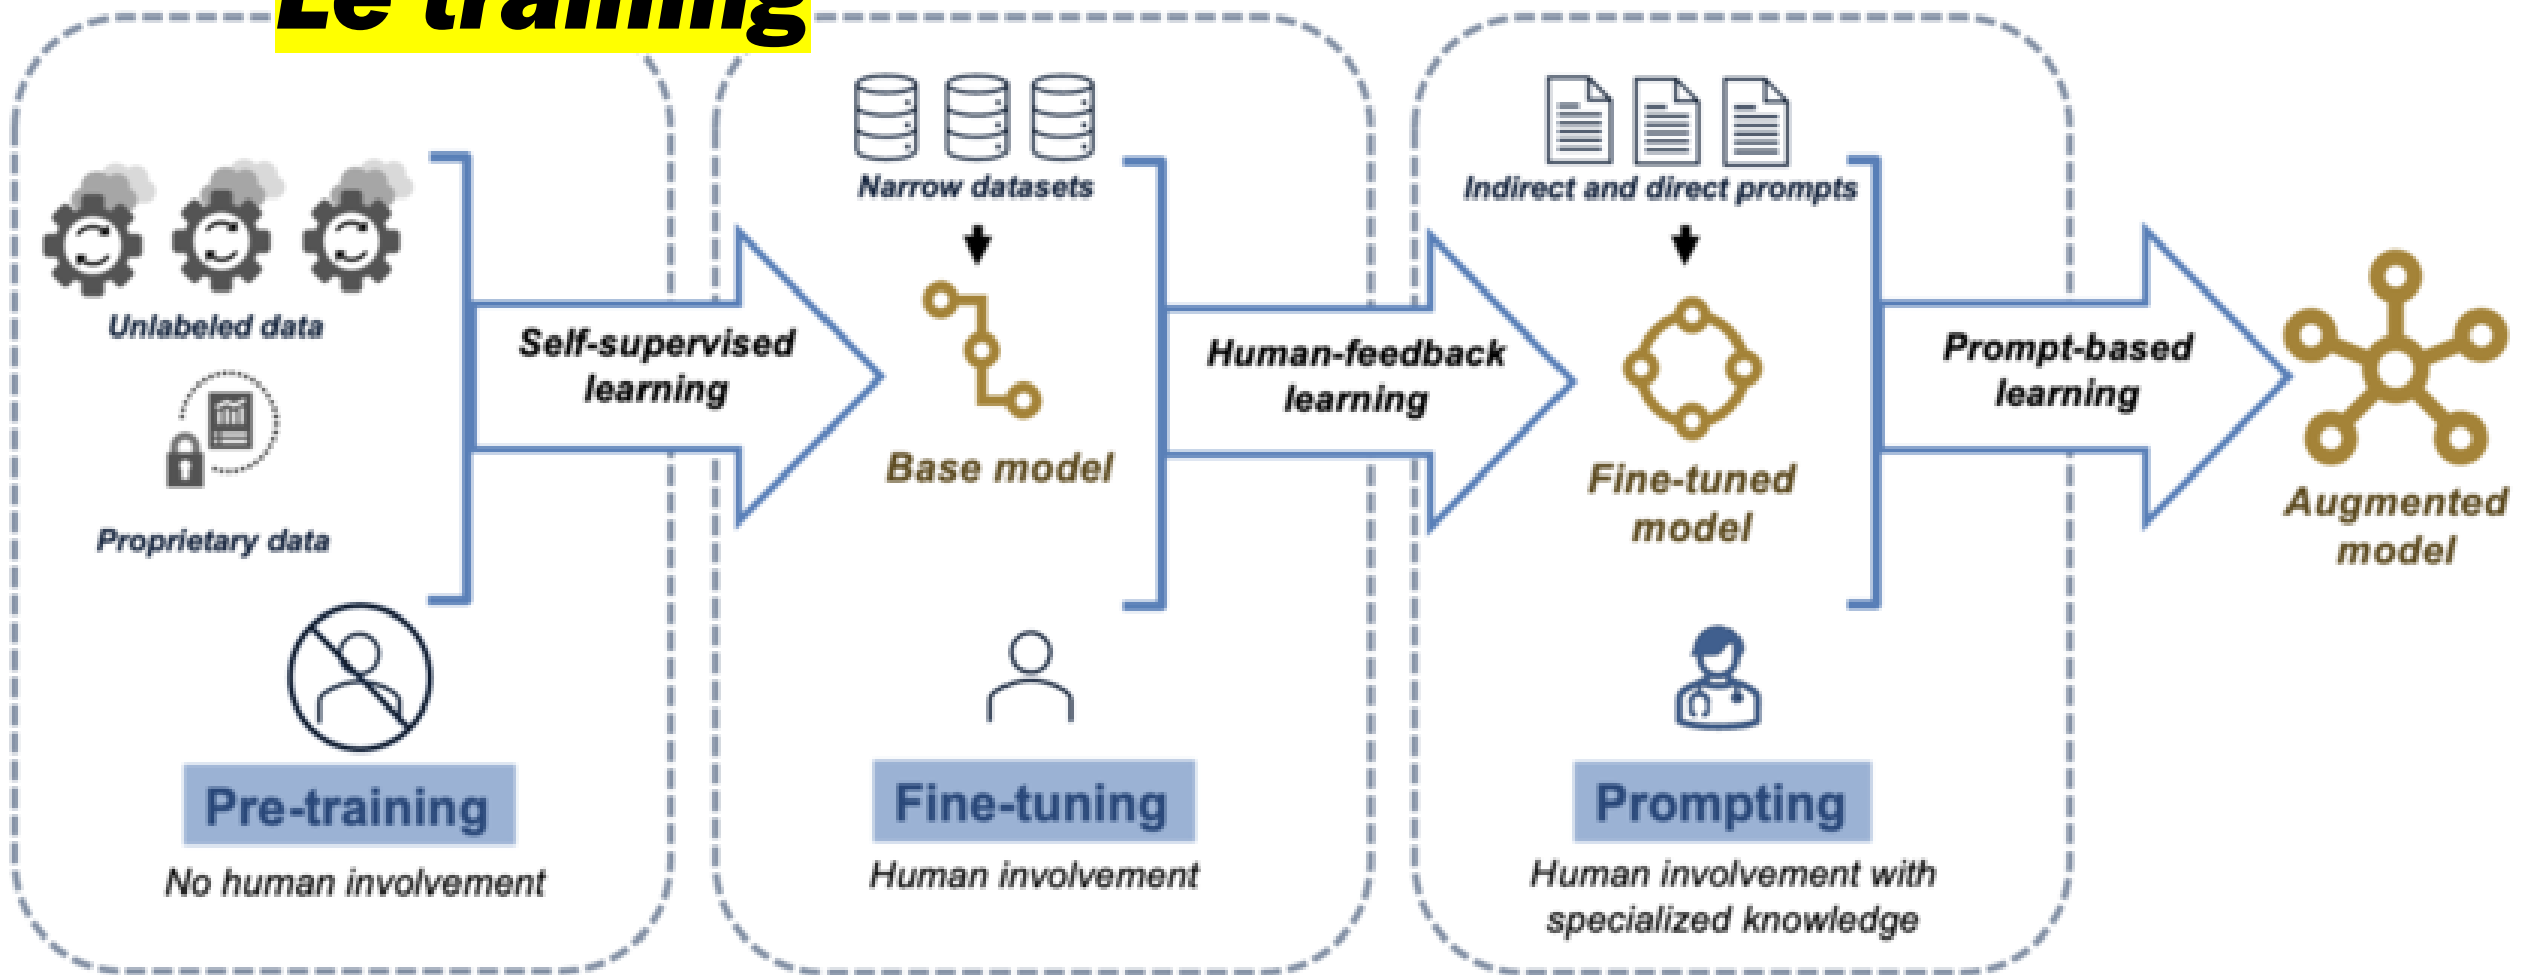 Le training
Unlabeled data
Proprietary data
Self-supervised
learning
Pre-training
No human involvement
Narrow datasets
Base model
Human-feedback
learning
Fine-tuning
Human involvement
Indirect and direct prompts
Fine-tuned
model
Prompt-based
learning
Prompting
Human involvement with
specialized knowledge
Augmented
model